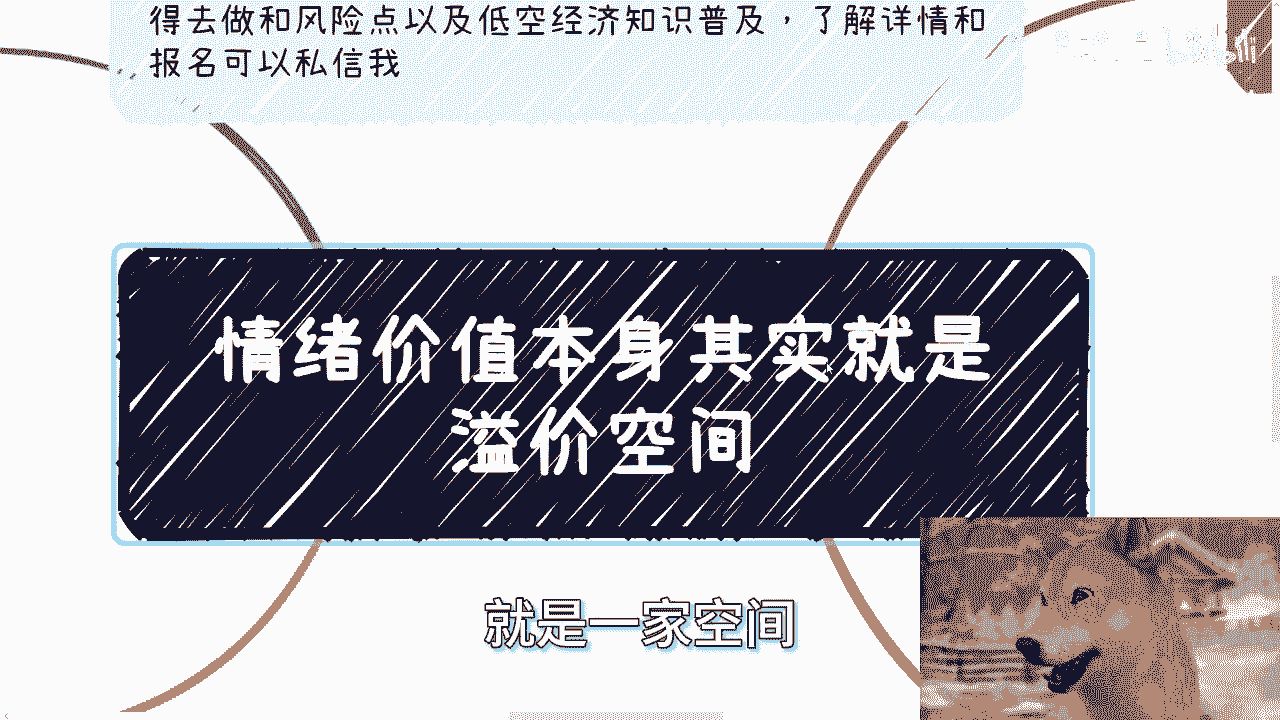 得去做和风险点以及低空经济知识普及，了解详情和
报名可以私信我
情绪价值本身其实就是
溢价空间
就是一家空间